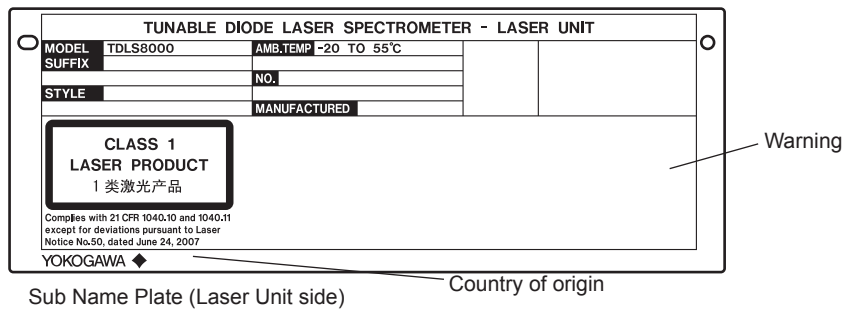 TUNABLE DIODE LASER SPECTROMETER - LASER UNIT
MODEL TDLS8000 AMB.TEMP -20 TO 55℃
SUFFIX
NO.
STYLE
MANUFACTURED
CLASS 1
LASER PRODUCT
1 类激光产品
Warning
Complies with 21 CFR 1040.10 and 1040.11
except for deviations pursuant to Laser
Notice No.50, dated June 24, 2007
YOKOGAWA
Country of origin
Sub Name Plate (Laser Unit side)